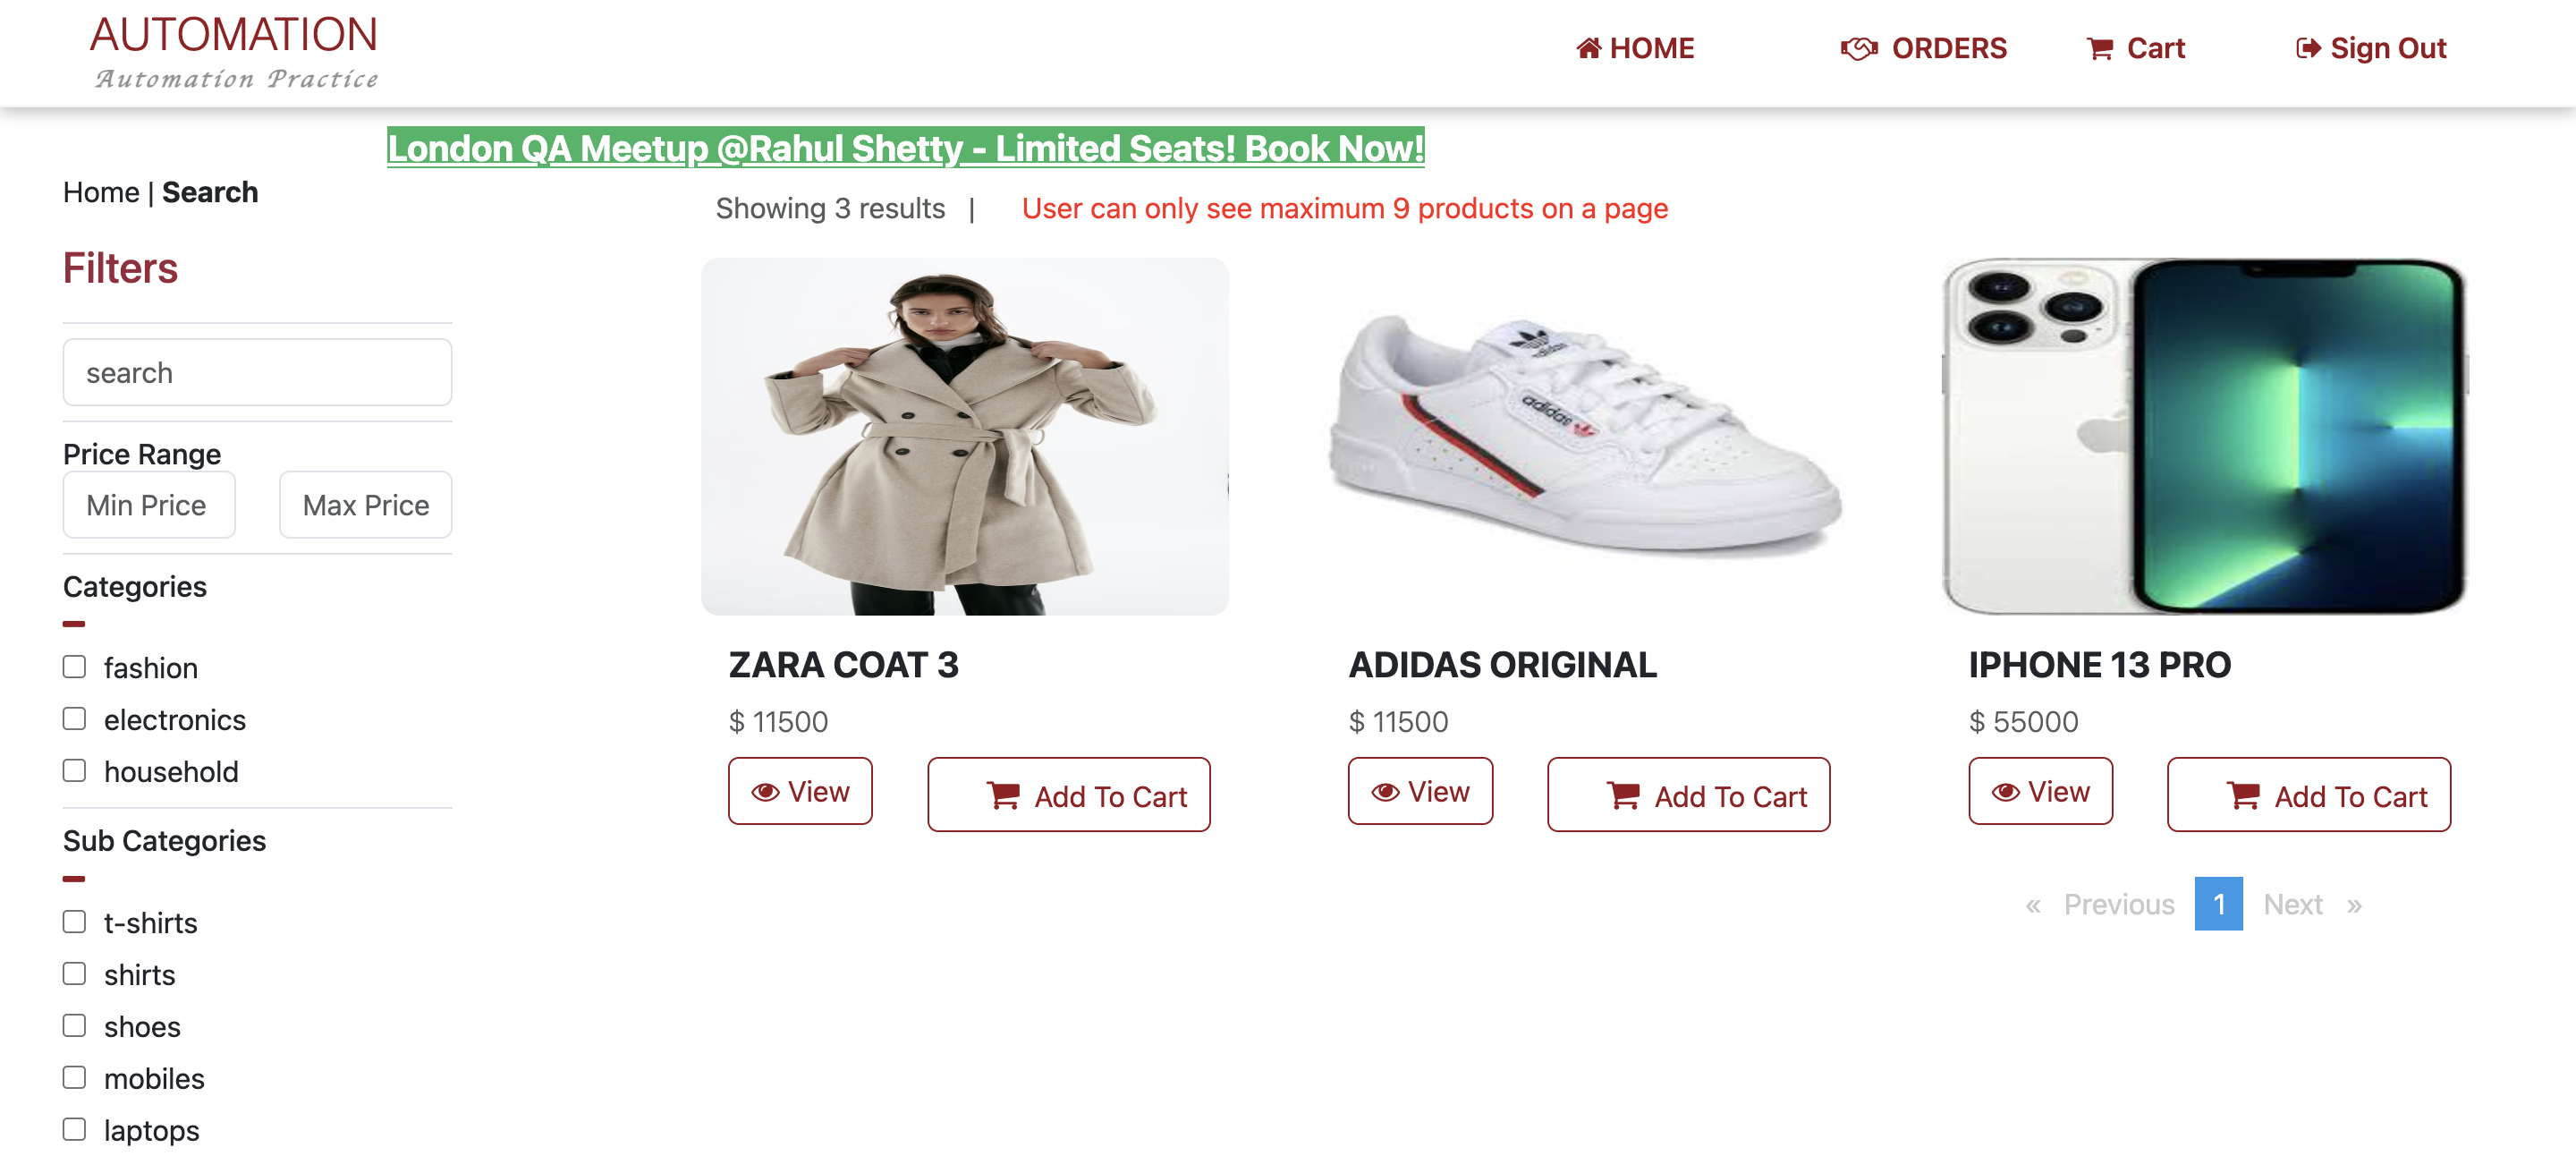 AUTOMATION
Automation Practice
HOME
ORDERS
Cart
Sign Out
London QA Meetup @Rahul Shetty - Limited Seats! Book Now!
Home | Search
Showing 3 results |
User can only see maximum 9 products on a page
Filters
search
Price Range
Min Price
Max Price
Categories
fashion
electronics
household
Sub Categories
t-shirts
shirts
shoes
mobiles
laptops
adidas
adidas
ZARA COAT 3
$ 11500
View
Add To Cart
ADIDAS ORIGINAL
$ 11500
View
Add To Cart
IPHONE 13 PRO
$ 55000
View
Add To Cart
« Previous 1 Next »